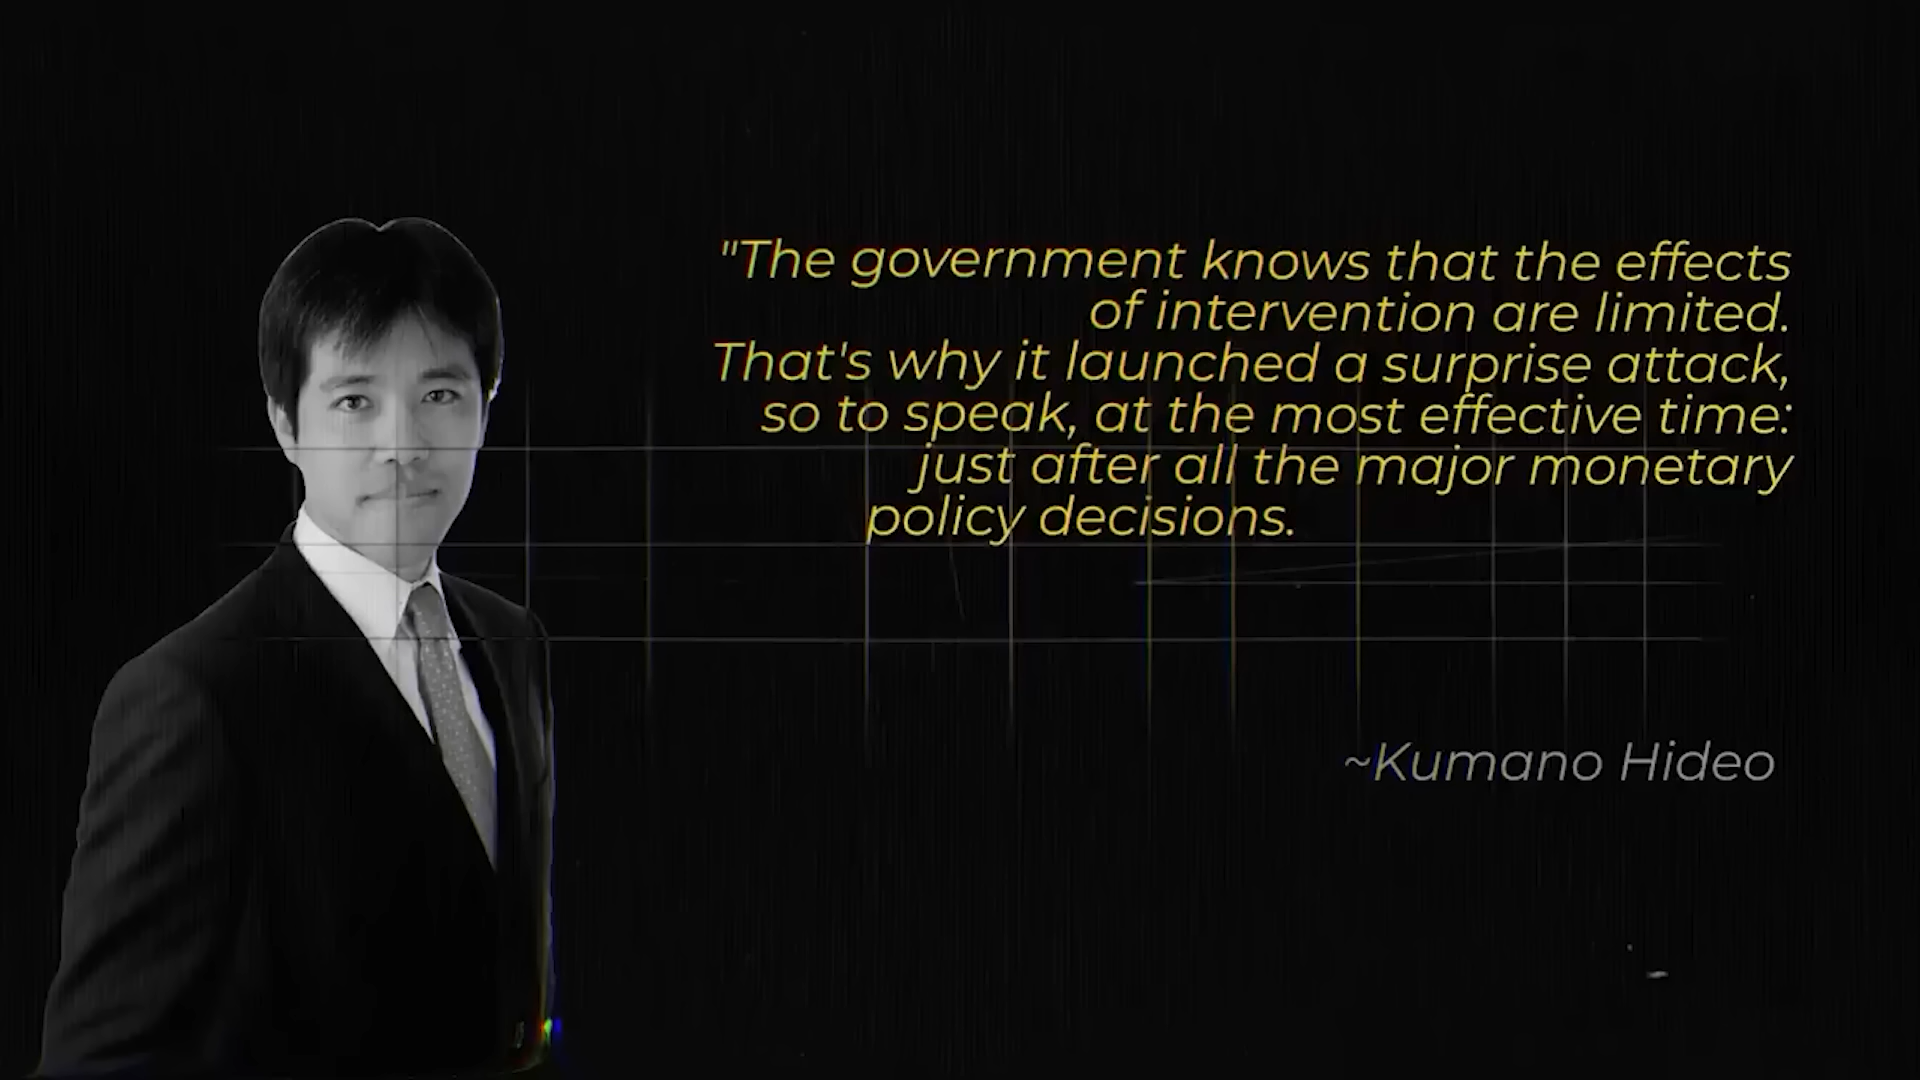 "The government knows that the effects
of intervention are limited.
That's why it launched a surprise attack,
so to speak, at the most effective time:
just after all the major monetary
policy decisions.
~Kumano Hideo